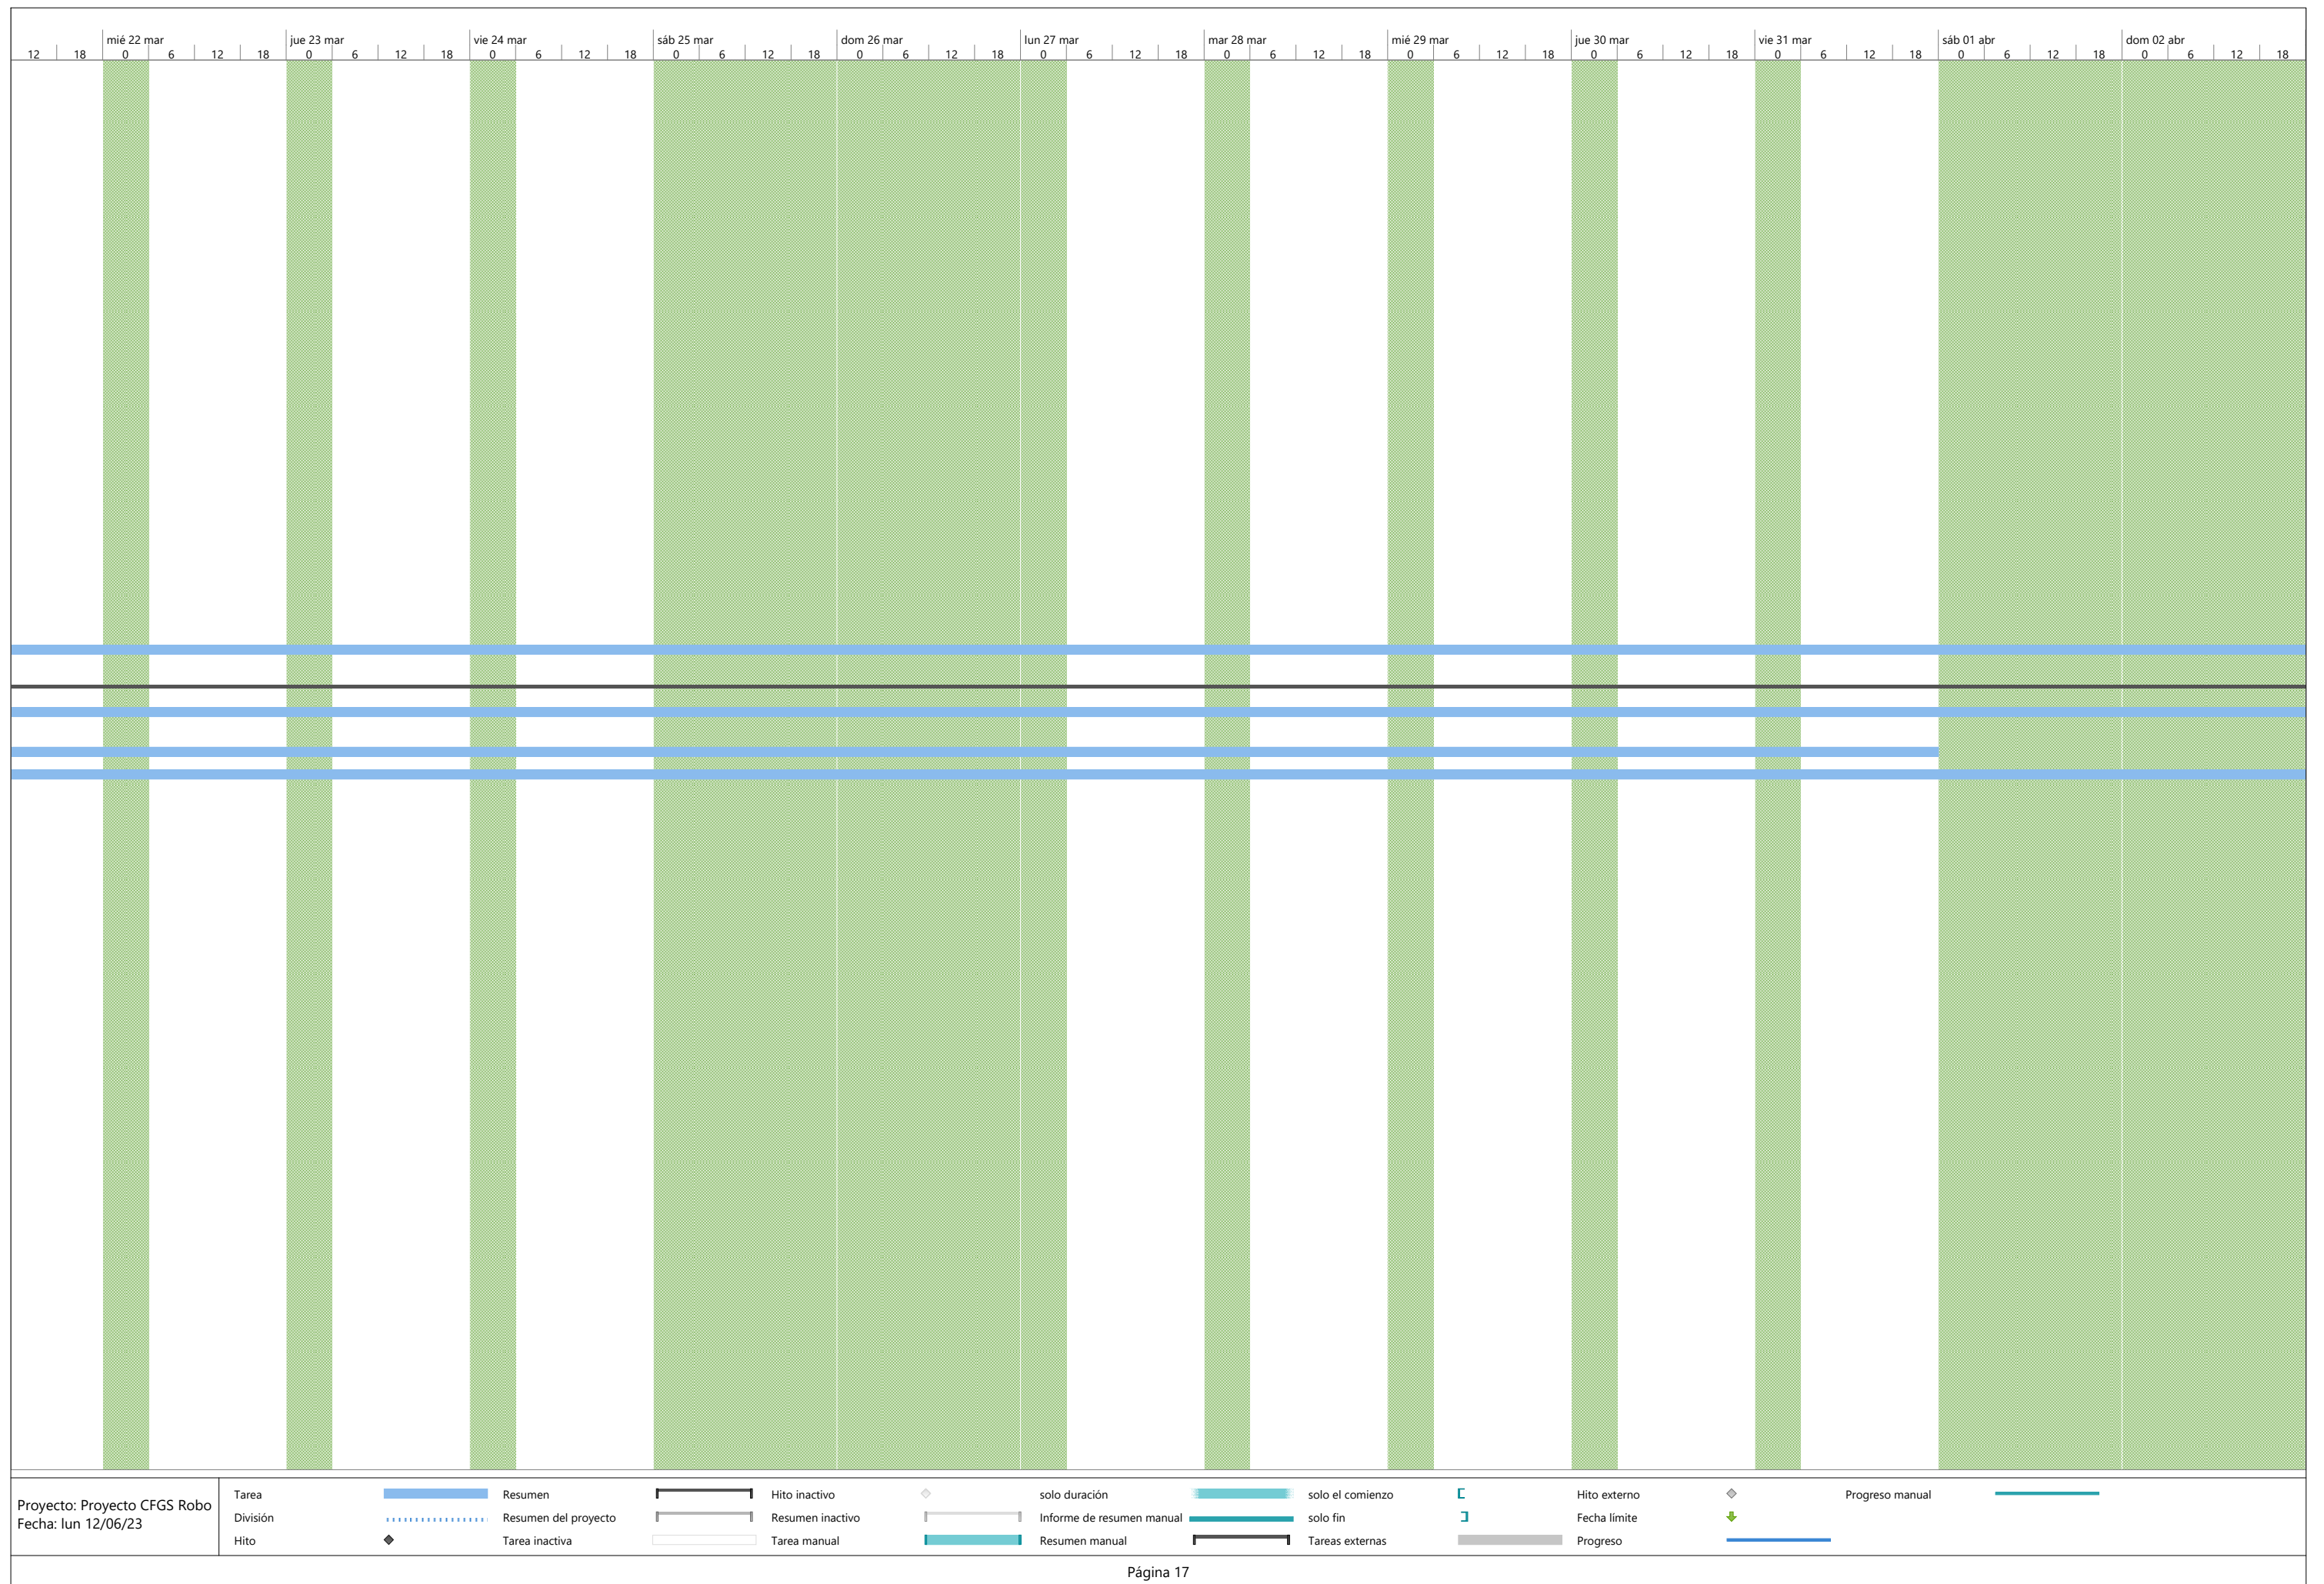 mié 22 mar jue 23 mar vie 24 mar sáb 25 mar dom 26 mar lun 27 mar mar 28 mar mié 29 mar jue 30 mar vie 31 mar sáb 01 abr dom 02 abr
12 18 0 6 12 18 0 6 12 18 0 6 12 18 0 6 12 18 0 6 12 18 0 6 12 18 0 6 12 18 0 6 12 18 0 6 12 18 0 6 12 18 0 6 12 18 0 6 12 18
Proyecto: Proyecto CFGS Robo
Fecha: lun 12/06/23
Tarea
División
Hito
Resumen
Resumen del proyecto
Tarea inactiva
Hito inactivo
Resumen inactivo
Tarea manual
solo duración
Informe de resumen manual
Resumen manual
solo el comienzo
solo fin
Tareas externas
Hito externo
Fecha límite
Progreso
Progreso manual
Página 17